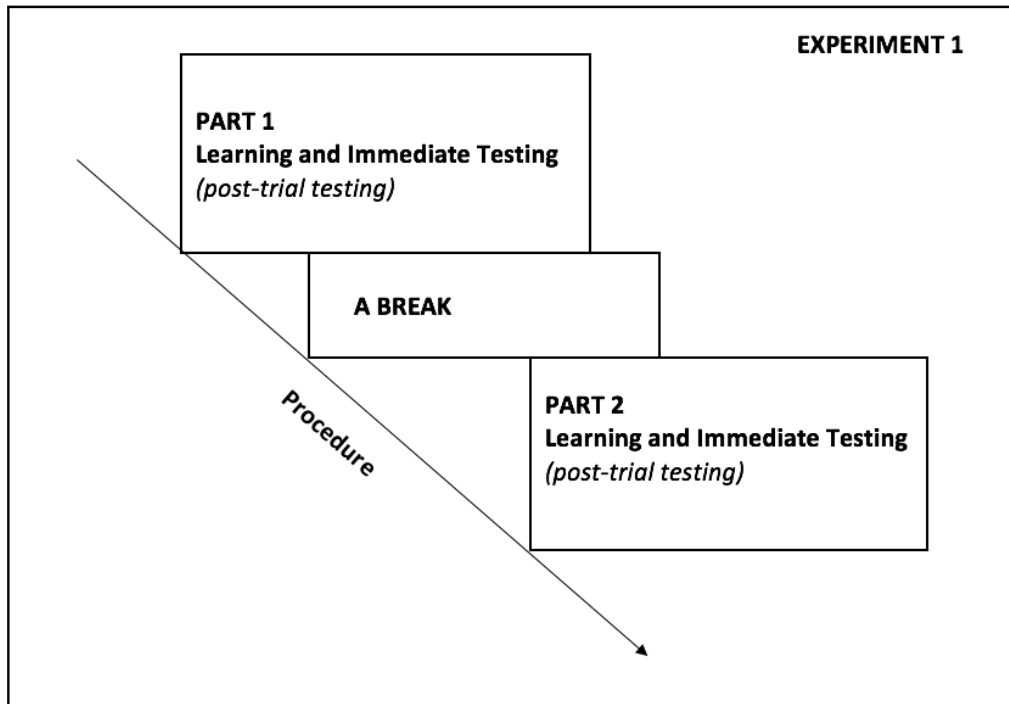 EXPERIMENT 1
PART 1
Learning and Immediate Testing
(post-trial testing)
A BREAK
Procedure
PART 2
Learning and Immediate Testing
(post-trial testing)